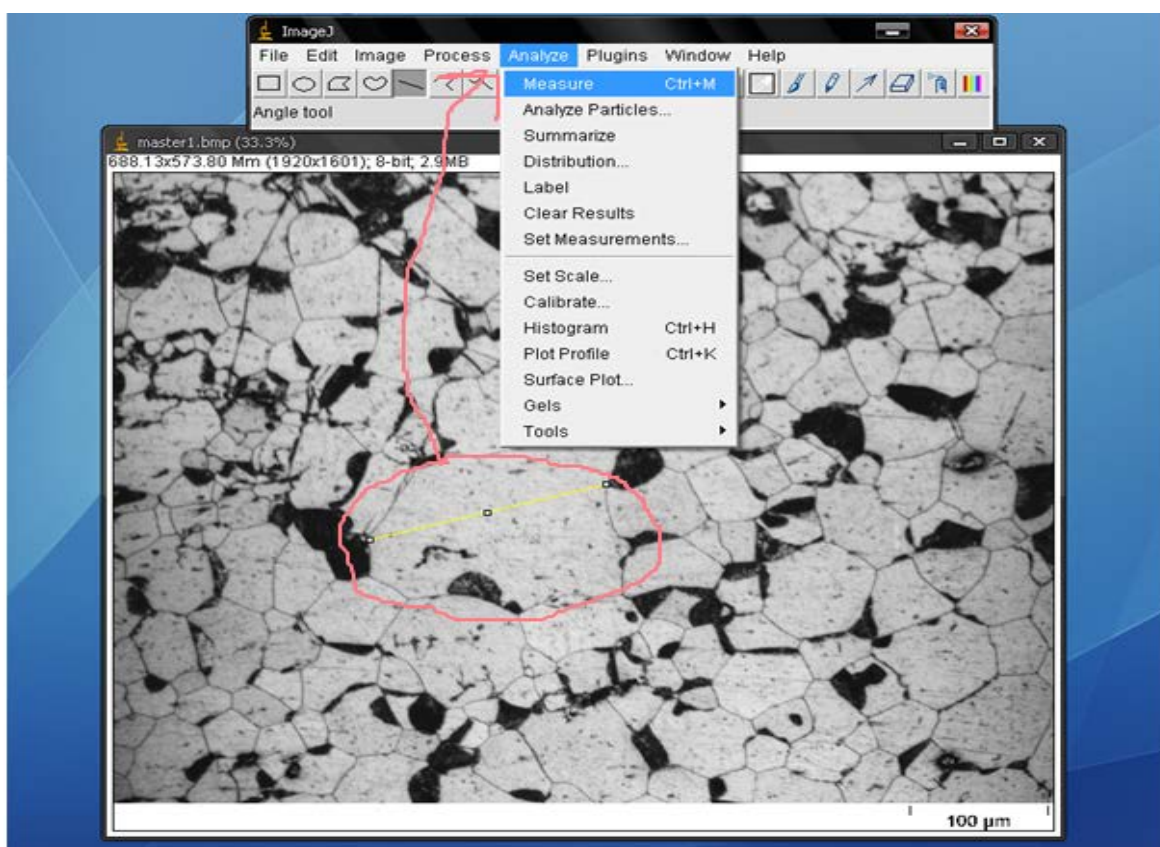 ImageJ
File Edit Image Process Analyze Plugins Window Help
Angle tool
Measure Ctrl+M
Analyze Particles...
Summarize
Distribution...
Label
Clear Results
Set Measurements...
Set Scale...
Calibrate...
Histogram Ctrl+H
Plot Profile Ctrl+K
Surface Plot...
Gels
Tools
master1.bmp (33.3%)
688.13x573.80 Mm (1920x1601); 8-bit; 2.9MB
100 µm